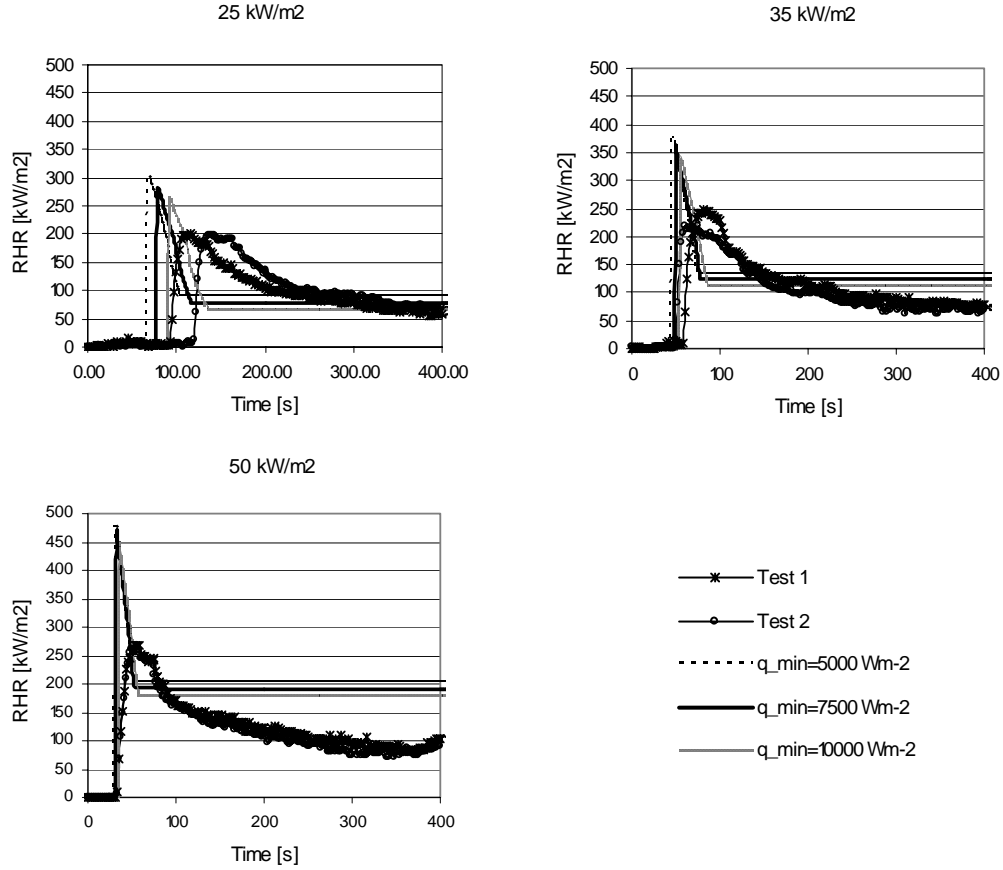 25 kW/m2
RHR [kW/m2]
500
450
400
350
300
250
200
150
100
50
0
0.00 100.00 200.00 300.00 400.00
Time [s]
35 kW/m2
RHR [kW/m2]
500
450
400
350
300
250
200
150
100
50
0
0 100 200 300 400
Time [s]
50 kW/m2
RHR [kW/m2]
500
450
400
350
300
250
200
150
100
50
0
0 100 200 300 400
Time [s]
Test 1
Test 2
q_min=5000 Wm-2
q_min=7500 Wm-2
q_min=10000 Wm-2